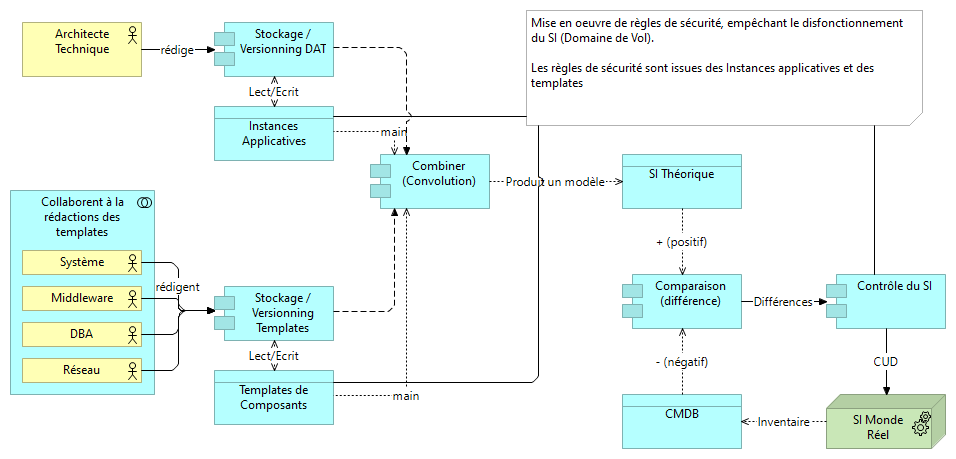 Architecte
Technique
rédige
Stockage /
Versionning DAT
Lect/Ecrit
Instances
Applicatives
main
Mise en oeuvre de règles de sécurité, empêchant le disfonctionnement
du SI (Domaine de Vol).
Les règles de sécurité sont issues des Instances applicatives et des
templates
Combiner
(Convolution)
Produit un modèle
SI Théorique
Collaborent à la
rédactions des
templates
Système
Middleware
DBA
Réseau
rédigent
Stockage /
Versionning
Templates
Lect/Ecrit
Templates de
Composants
main
+ (positif)
Comparaison
(différence)
Différences
Contrôle du SI
- (négatif)
CUD
CMDB
Inventaire
SI Monde
Réel